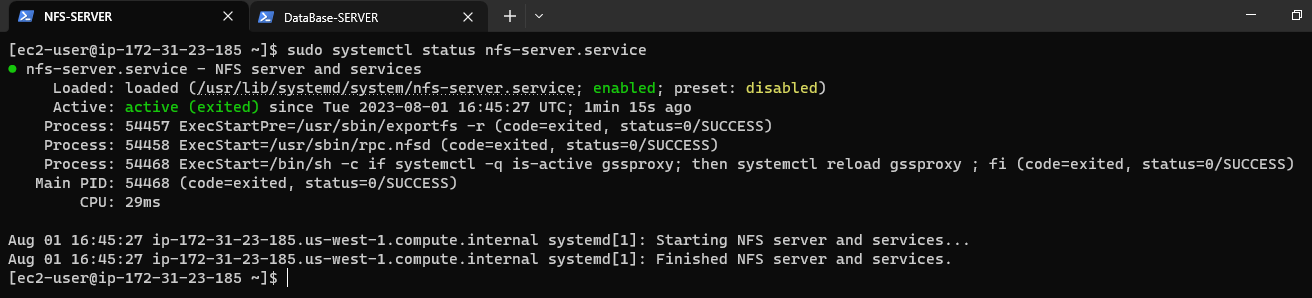 NFS-SERVER DataBase-SERVER
[ec2-user@ip-172-31-23-185 ~]$ sudo systemctl status nfs-server.service
● nfs-server.service - NFS server and services
     Loaded: loaded (/usr/lib/systemd/system/nfs-server.service; enabled; preset: disabled)
     Active: active (exited) since Tue 2023-08-01 16:45:27 UTC; 1min 15s ago
    Process: 54457 ExecStartPre=/usr/sbin/exportfs -r (code=exited, status=0/SUCCESS)
    Process: 54458 ExecStart=/usr/sbin/rpc.nfsd (code=exited, status=0/SUCCESS)
    Process: 54468 ExecStart=/bin/sh -c if systemctl -q is-active gssproxy; then systemctl reload gssproxy ; fi (code=exited, status=0/SUCCESS)
   Main PID: 54468 (code=exited, status=0/SUCCESS)
        CPU: 29ms

Aug 01 16:45:27 ip-172-31-23-185.us-west-1.compute.internal systemd[1]: Starting NFS server and services...
Aug 01 16:45:27 ip-172-31-23-185.us-west-1.compute.internal systemd[1]: Finished NFS server and services.
[ec2-user@ip-172-31-23-185 ~]$